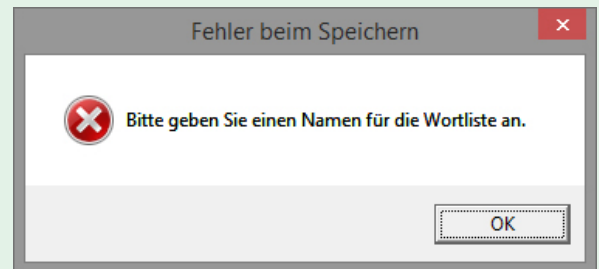 Fehler beim Speichern
Bitte geben Sie einen Namen für die Wortliste an.
OK